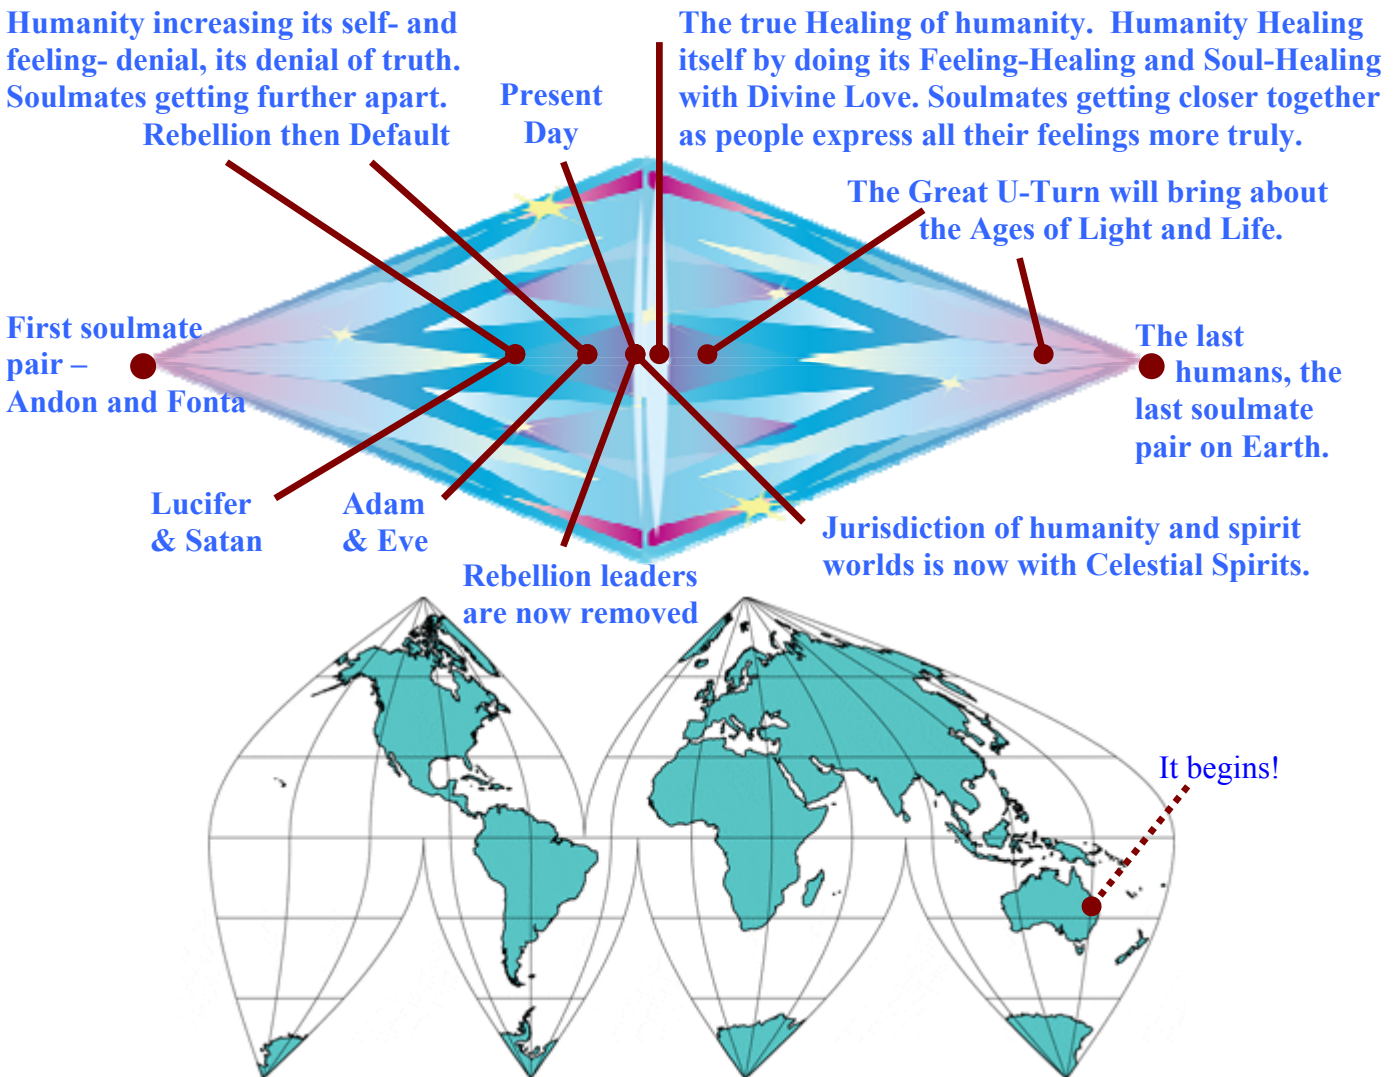 Humanity increasing its self- and
feeling- denial, its denial of truth.
Soulmates getting further apart.
Rebellion then Default
Present
Day
The true Healing of humanity.  Humanity Healing
itself by doing its Feeling-Healing and Soul-Healing
with Divine Love. Soulmates getting closer together
as people express all their feelings more truly.
The Great U-Turn will bring about
the Ages of Light and Life.
First soulmate
pair –
Andon and Fonta
The last
humans, the
last soulmate
pair on Earth.
Lucifer
& Satan
Adam
& Eve
Rebellion leaders
are now removed
Jurisdiction of humanity and spirit
worlds is now with Celestial Spirits.
It begins!